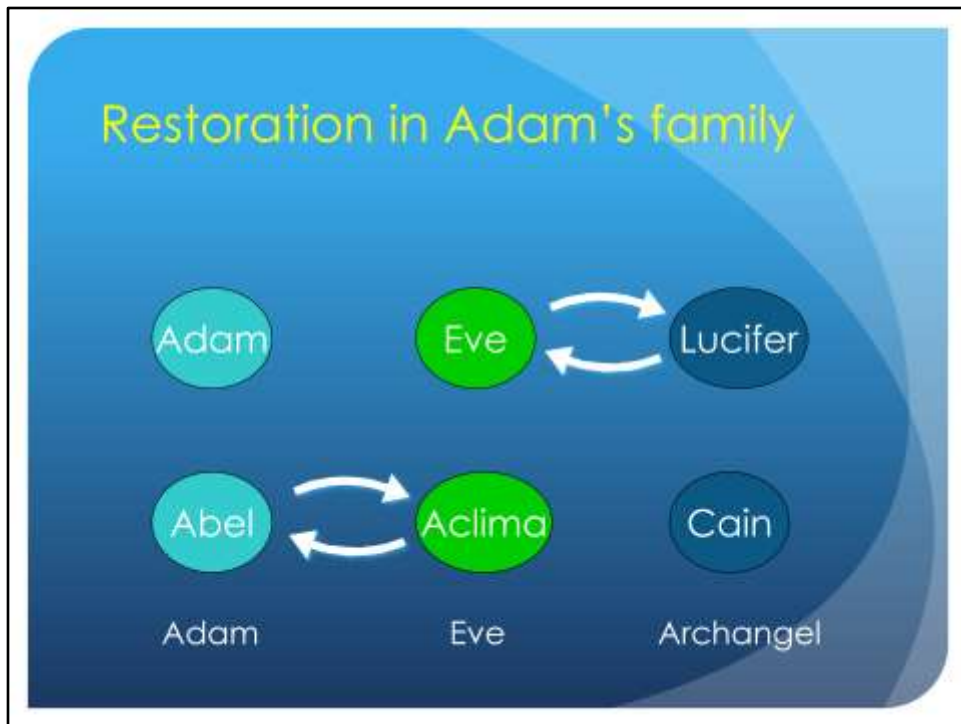 Restoration in Adam's family
Adam Eve Lucifer
Abel Aclima Cain
Adam Eve Archangel